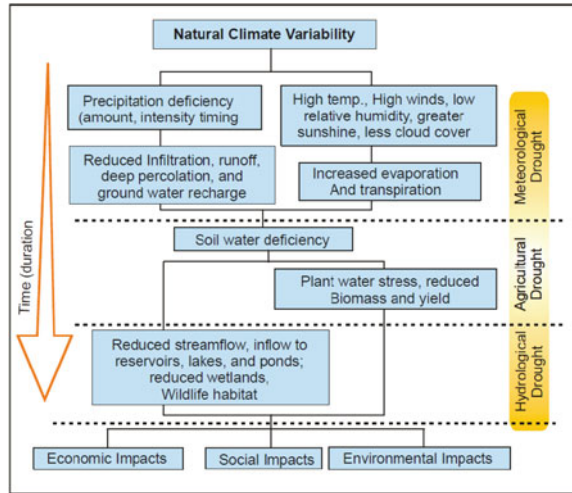 Natural Climate Variability
Precipitation deficiency
(amount, intensity timing
High temp., High winds, low
relative humidity, greater
sunshine, less cloud cover
Reduced Infiltration, runoff,
deep percolation, and
ground water recharge
Increased evaporation
And transpiration
Meteorological
Drought
Soil water deficiency
Plant water stress, reduced
Biomass and yield
Agricultural
Drought
Time (duration
Reduced streamflow, inflow to
reservoirs, lakes, and ponds;
reduced wetlands,
Wildlife habitat
Hydrological
Drought
Economic Impacts
Social Impacts
Environmental Impacts